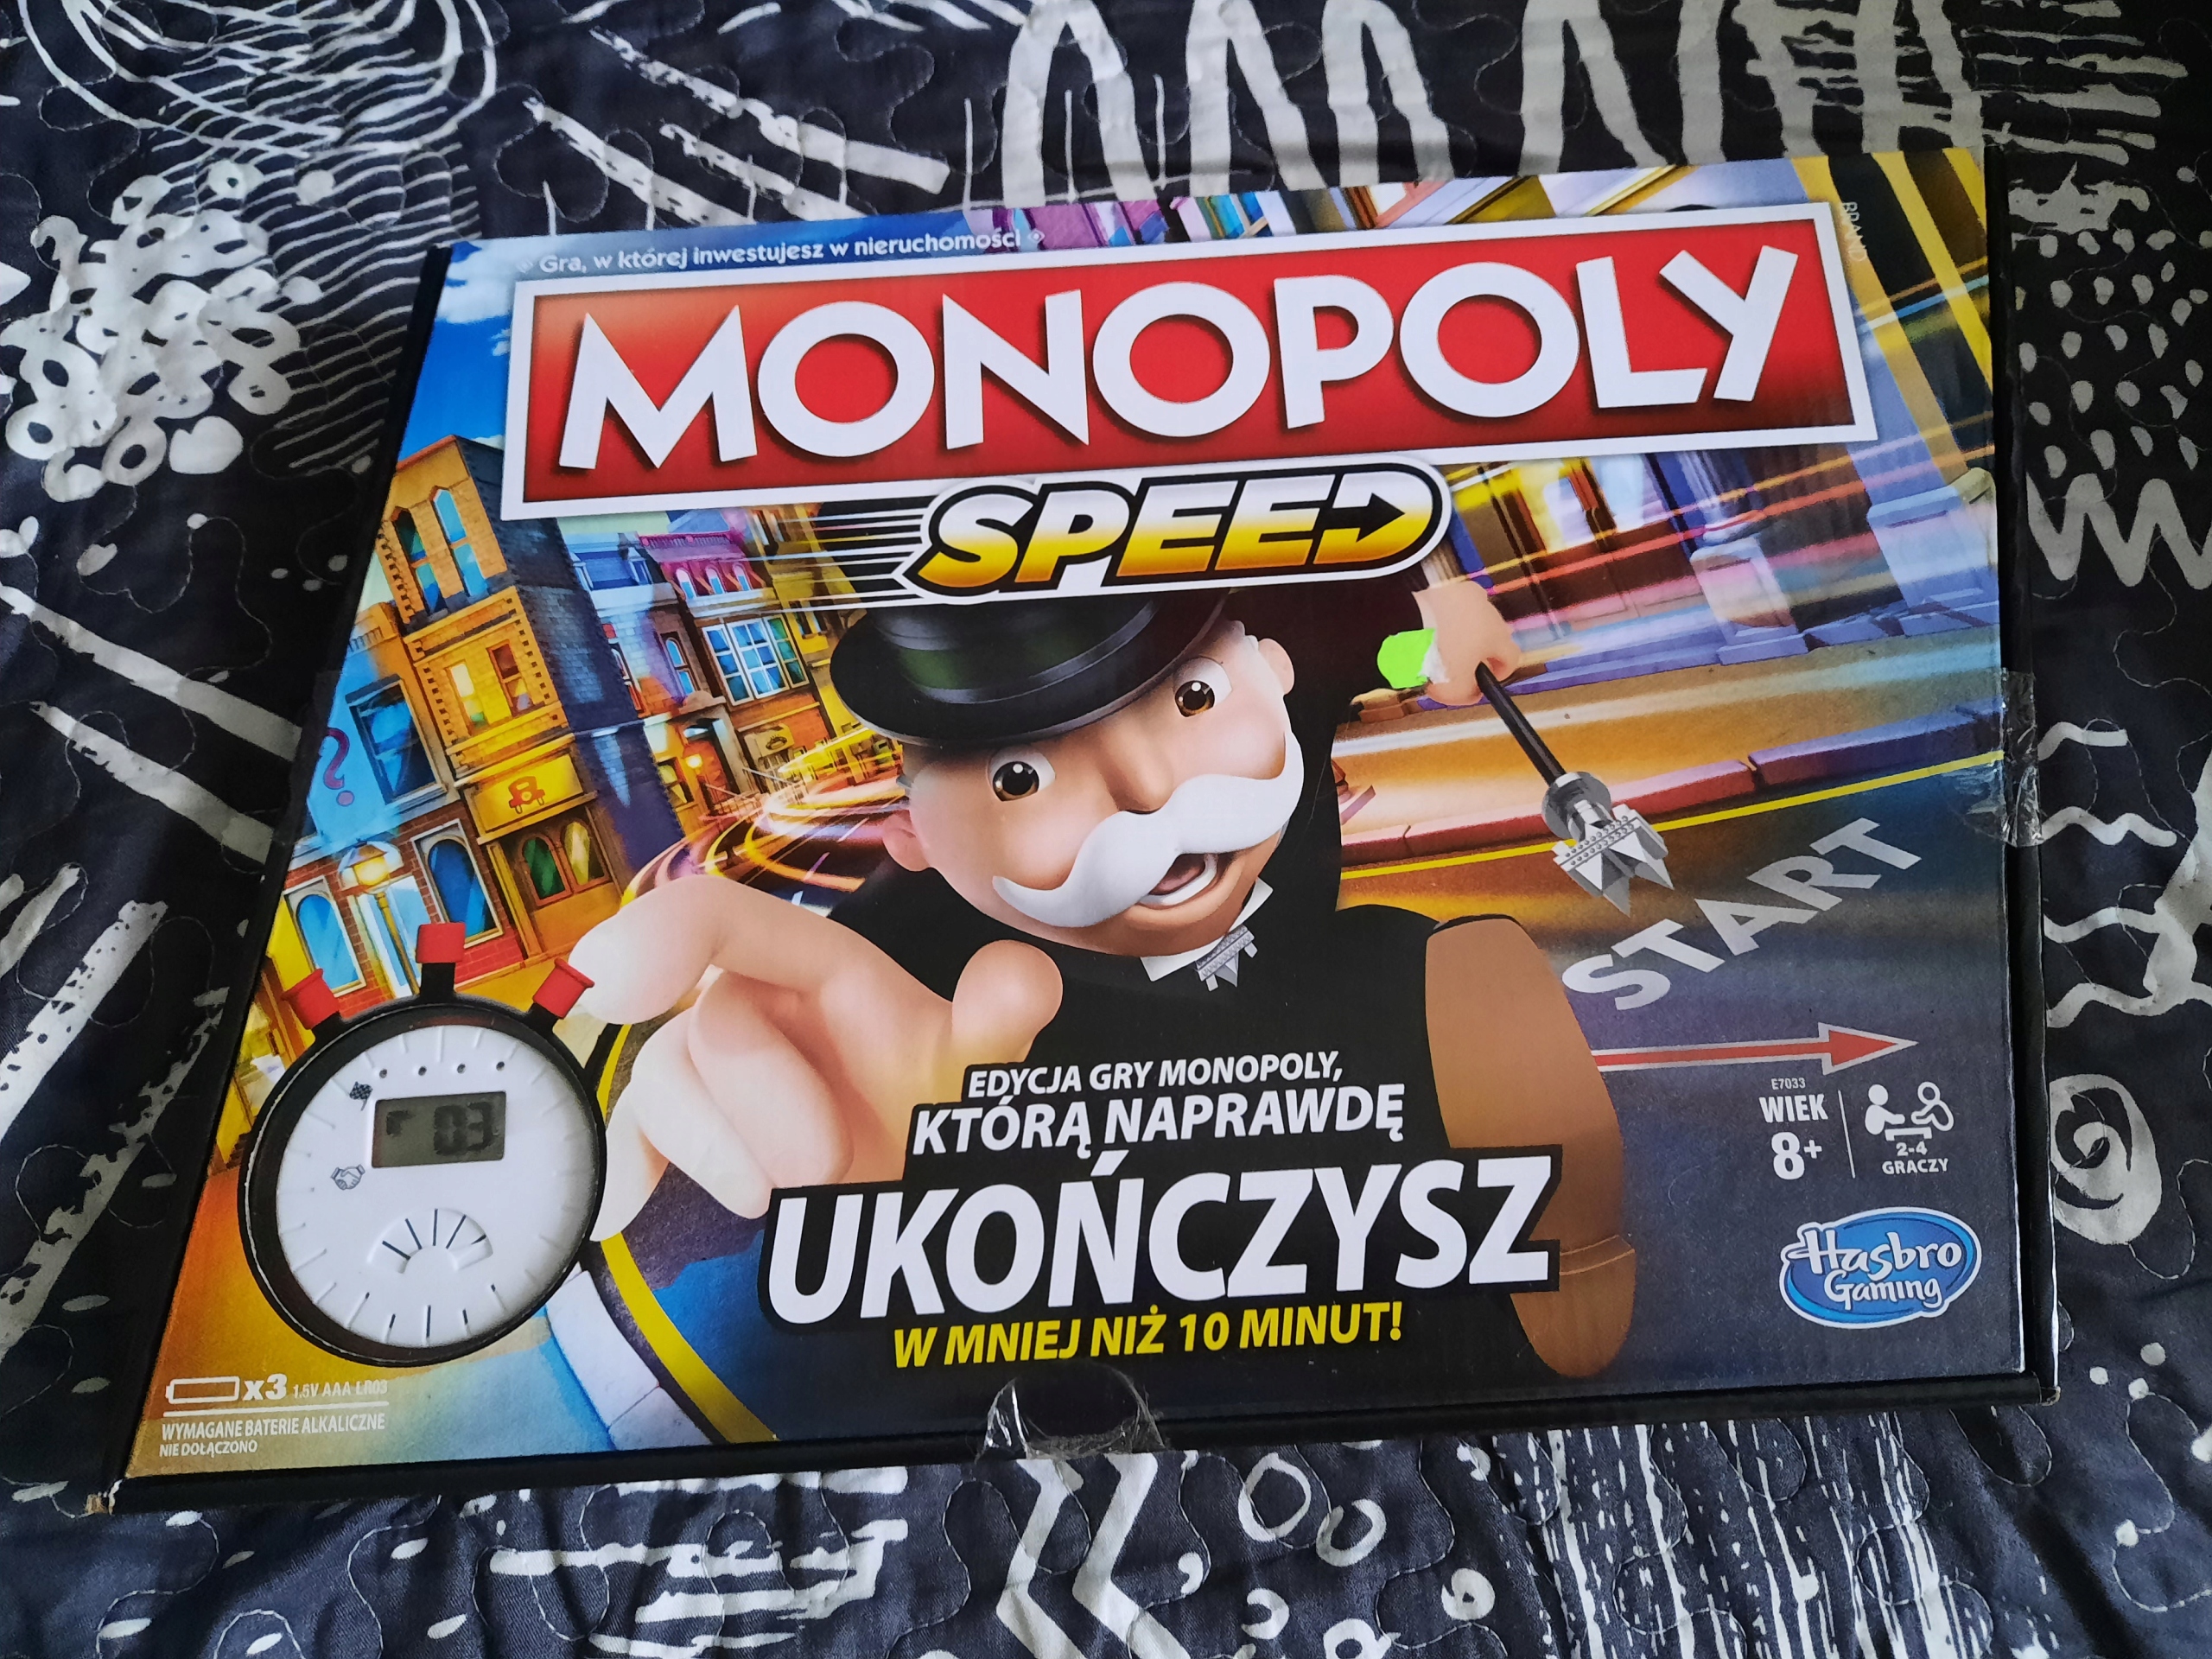 Gra, w której inwestujesz w nieruchomości
BRAND
MONOPOLY
SPEED
?
START
03
EDYCJA GRY MONOPOLY,
KTÓRĄ NAPRAWDĘ
UKOŃCZYSZ
W MNIEJ NIŻ 10 MINUT!
E7033
WIEK
8+
2-4
GRACZY
Hasbro
Gaming
x3 1.5V AAA LR03
WYMAGANE BATERIE ALKALICZNE
NIE DOŁĄCZONO